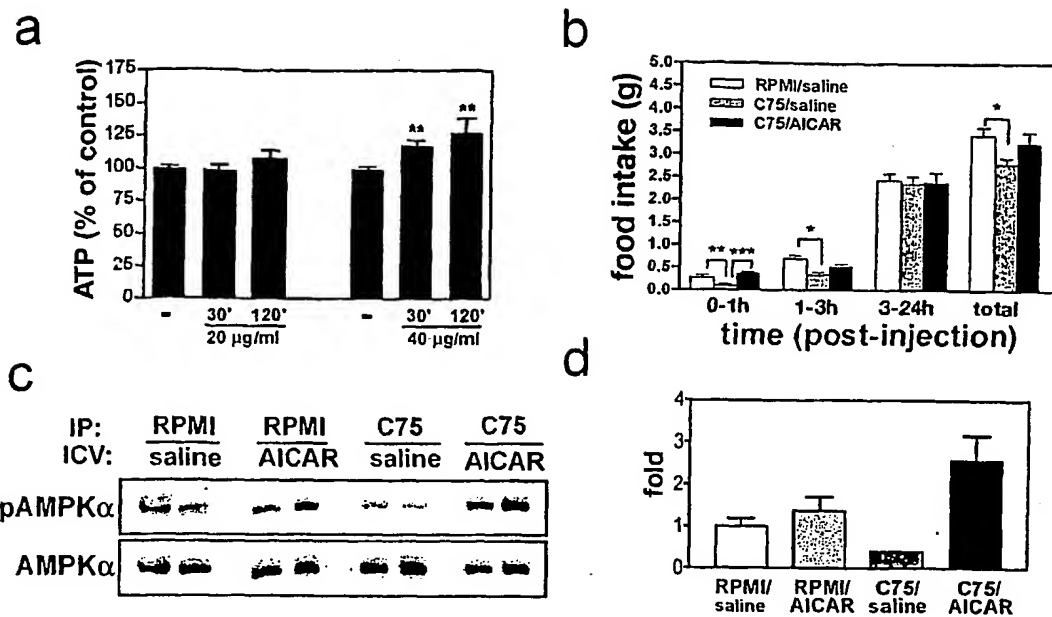 a
ATP (% of control)
175
150
125
100
75
50
25
0
** **
- 30' 120' - 30' 120'
20 µg/ml 40 µg/ml
b
food intake (g)
5.0
4.5
4.0
3.5
3.0
2.5
2.0
1.5
1.0
0.5
0.0
RPMI/saline
C75/saline
C75/AICAR
** *** * *
0-1h 1-3h 3-24h total
time (post-injection)
c
IP: RPMI RPMI C75 C75
ICV: saline AICAR saline AICAR
pAMPKα
AMPKα
d
fold
4
3
2
1
0
RPMI/ RPMI/ C75/ C75/
saline AICAR saline AICAR